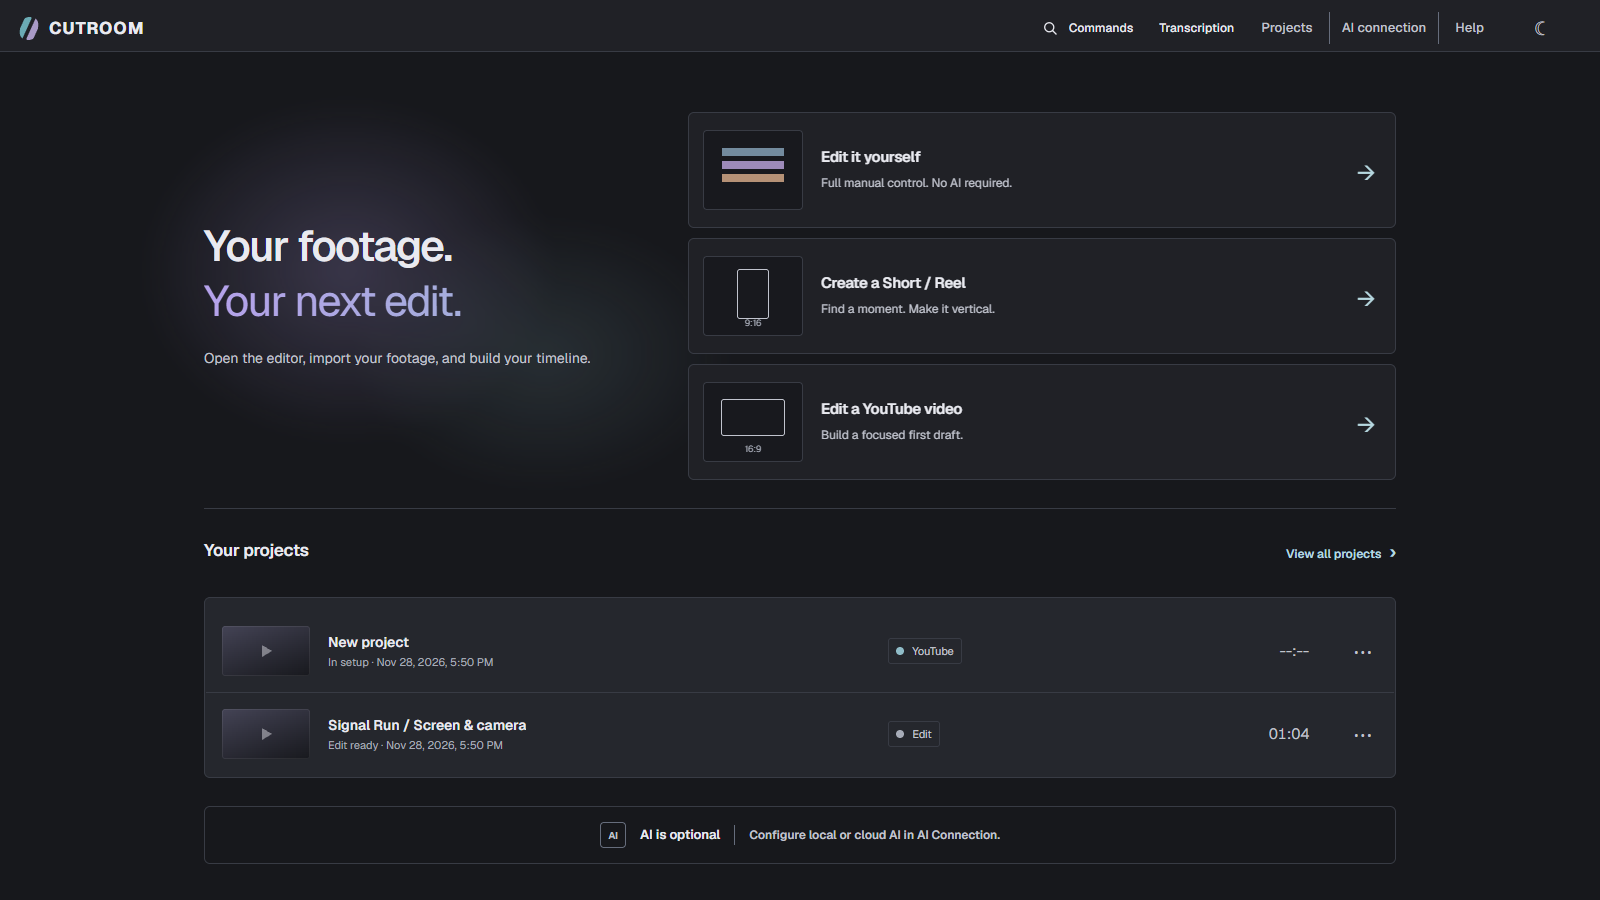 CUTROOM
Commands
Transcription
Projects
AI connection
Help
Your footage.
Your next edit.
Open the editor, import your footage, and build your timeline.
Edit it yourself
Full manual control. No AI required.
9:16
Create a Short / Reel
Find a moment. Make it vertical.
16:9
Edit a YouTube video
Build a focused first draft.
Your projects
View all projects
New project
In setup · Nov 28, 2026, 5:50 PM
YouTube
--:--
Signal Run / Screen & camera
Edit ready · Nov 28, 2026, 5:50 PM
Edit
01:04
AI
AI is optional
Configure local or cloud AI in AI Connection.